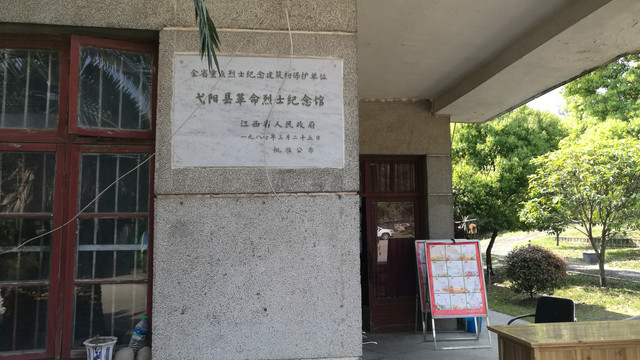 全省重点烈士纪念建筑物保护单位
弋阳县革命烈士纪念馆
江西省人民政府
一九八七年三月二十五日
批准公布